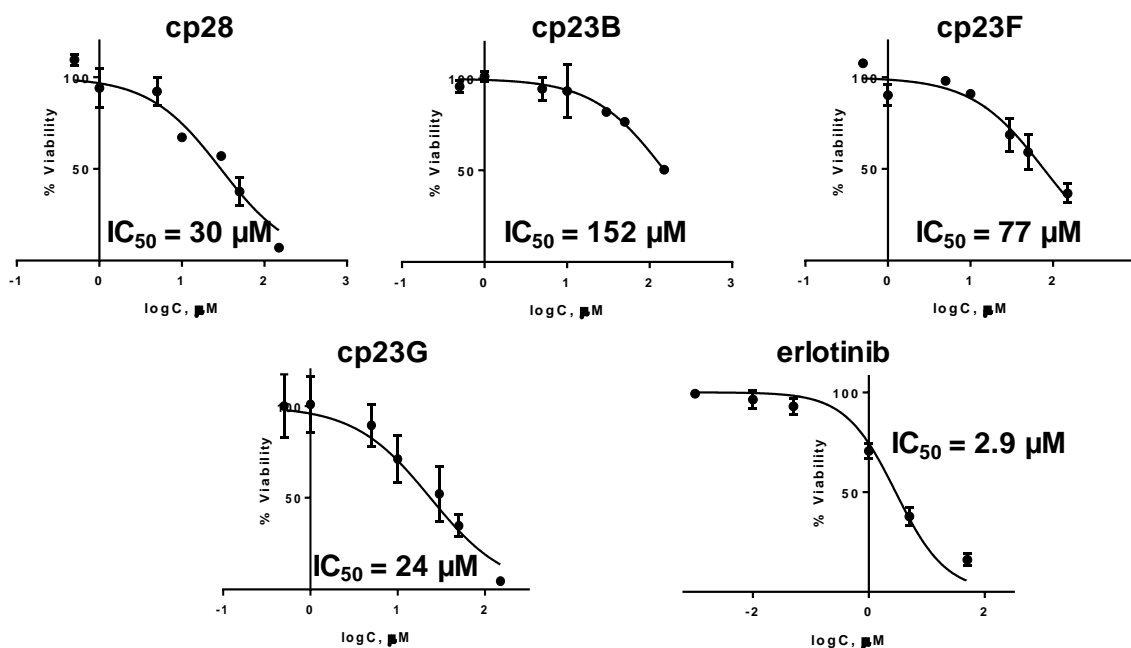 cp28
% Viability
100
50
IC₅₀ = 30 µM
-1 0 1 2 3
logC, µM
cp23B
% Viability
100
50
IC₅₀ = 152 µM
-1 0 1 2 3
logC, µM
cp23F
% Viability
100
50
IC₅₀ = 77 µM
-1 0 1 2
logC, µM
cp23G
% Viability
100
50
IC₅₀ = 24 µM
-1 0 1 2
logC, µM
erlotinib
% Viability
100
50
IC₅₀ = 2.9 µM
-2 0 2
logC, µM